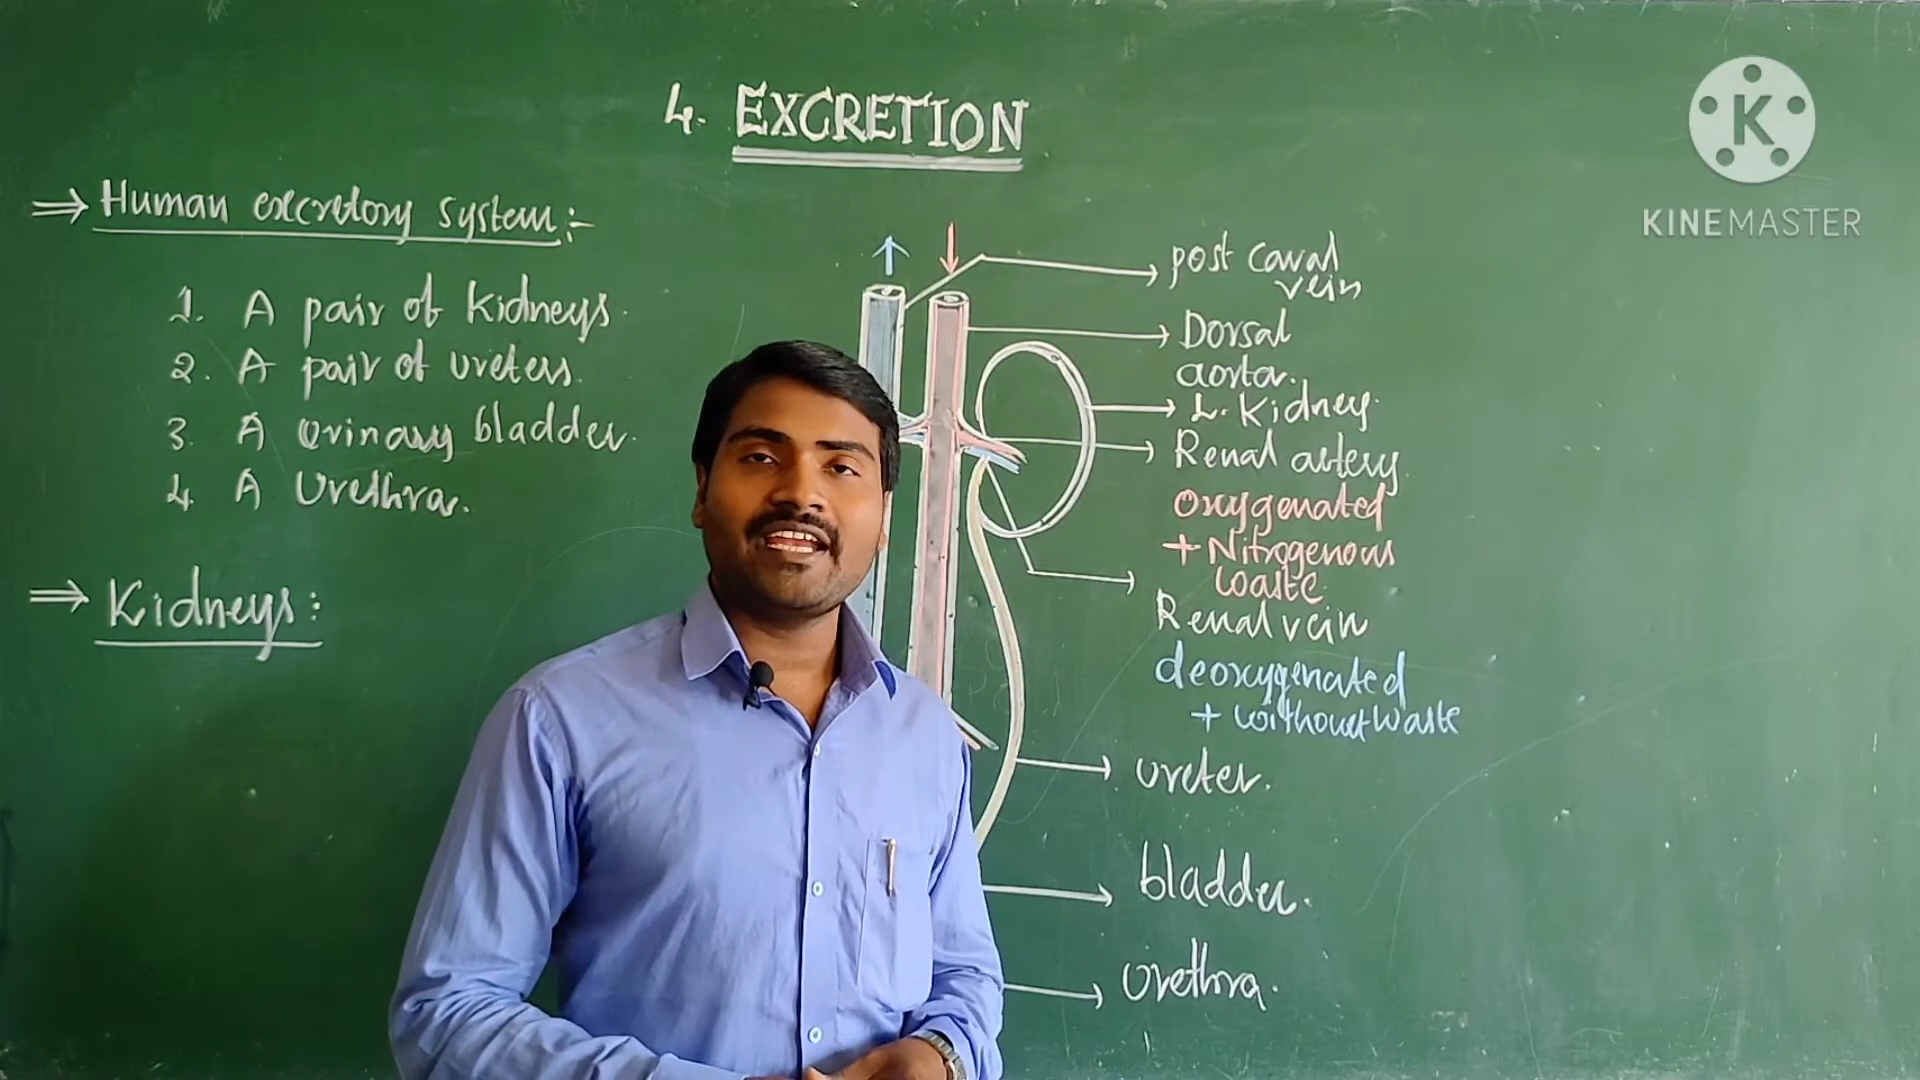 4. EXCRETION
⇒ Human excretory system:-
1. A pair of kidneys.
2. A pair of ureters.
3. A urinary bladder.
4. A Urethra.
⇒ Kidneys:
post caval
vein
Dorsal
aorta.
L. Kidney.
Renal artery.
oxygenated
+ Nitrogenous
waste.
Renal vein
deoxygenated
+ without waste
ureter.
bladder.
urethra.
K
KINEMASTER